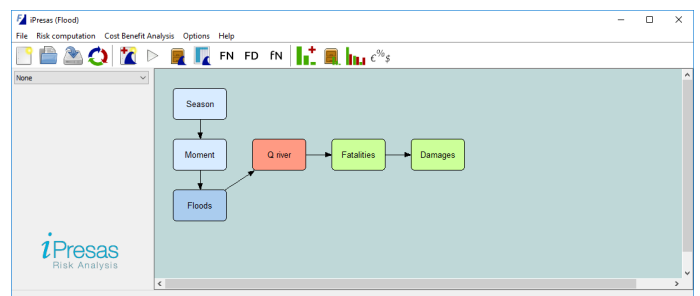 iPresas (Flood)
File Risk computation Cost Benefit Analysis Options Help
FN FD fN €%$
None
Season
Moment
Q river
Fatalities
Damages
Floods
iPresas
Risk Analysis